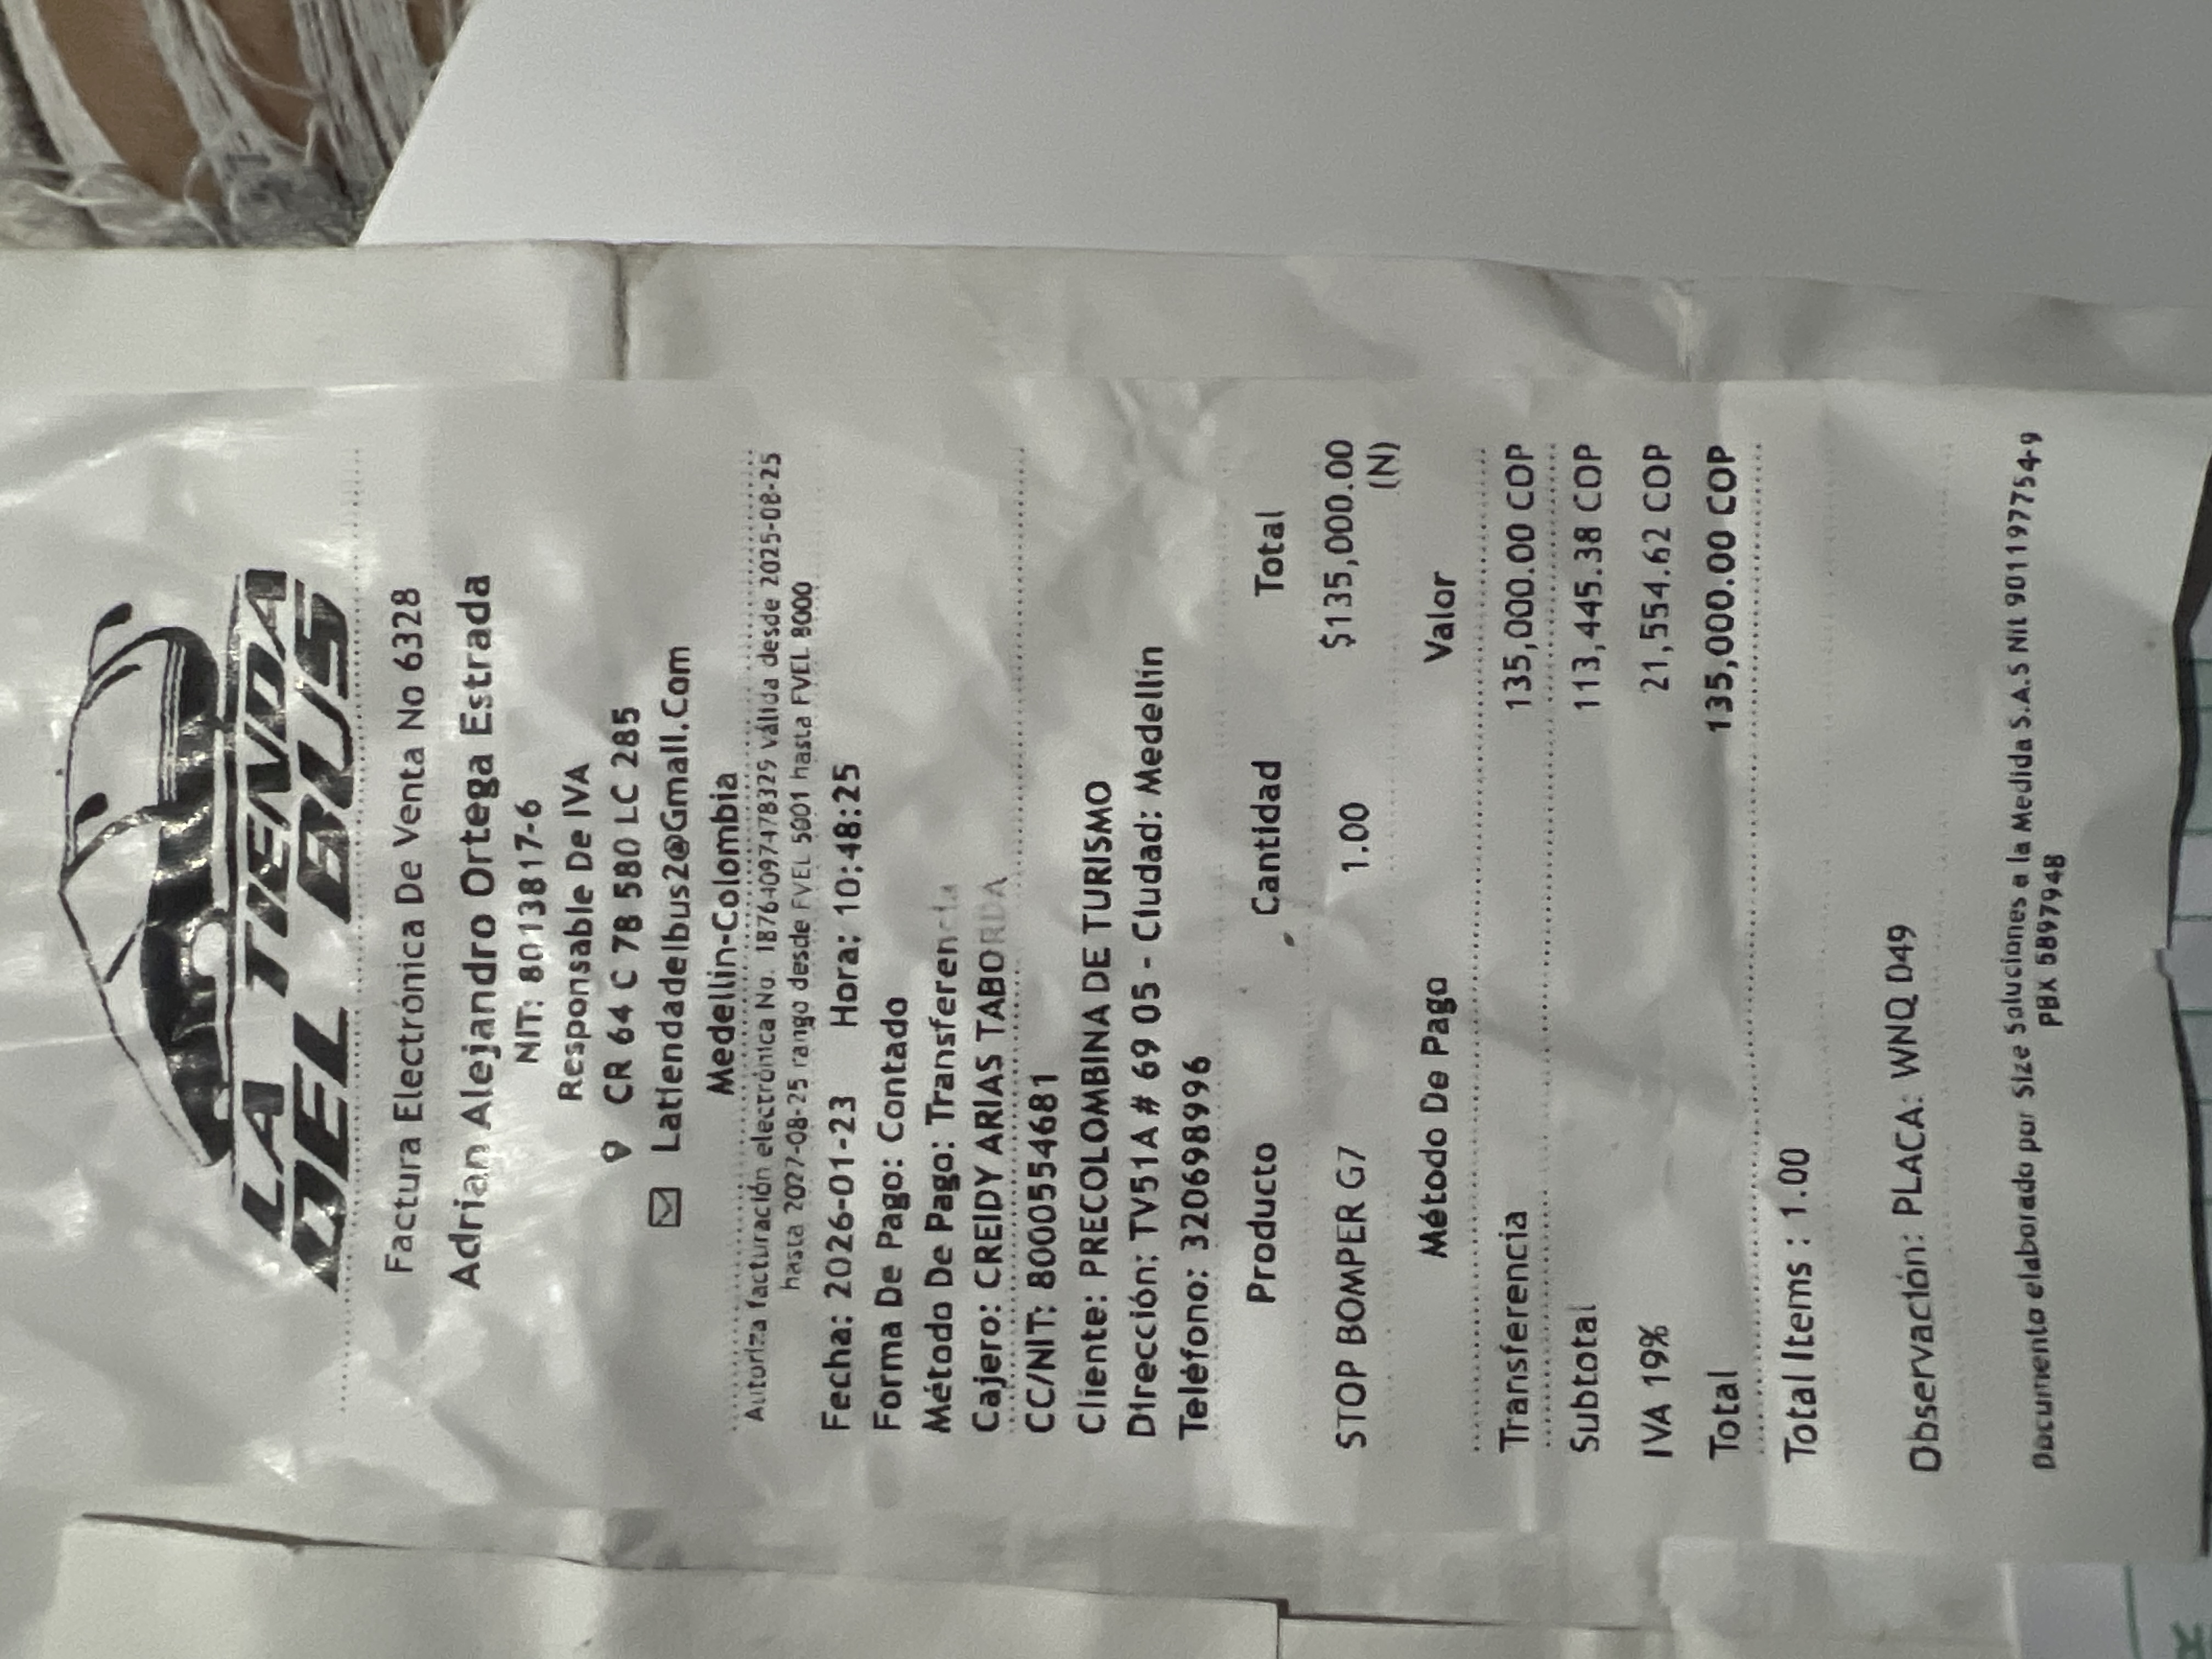 LA TIENDA
DEL BUS
Factura Electrónica De Venta No 6328
Adrian Alejandro Ortega Estrada
NIT: 8013817-6
Responsable De IVA
CR 64 C 78 580 LC 285
Latiendadelbus2@Gmail.Com
Medellin-Colombia
Autoriza facturación electrónica No. 18764097478329 válida desde 2025-08-25
hasta 2027-08-25 rango desde FVEL 5001 hasta FVEL 8000
Fecha: 2026-01-23 Hora: 10:48:25
Forma De Pago: Contado
Método De Pago: Transferencia
Cajero: CREIDY ARIAS TABORDA
CC/NIT: 8000554681
Cliente: PRECOLOMBINA DE TURISMO
Dirección: TV51A # 69 05 - Ciudad: Medellin
Teléfono: 320698996
Producto Cantidad Total
STOP BOMPER G7 1.00 $135,000.00
(N)
Método De Pago Valor
Transferencia 135,000.00 COP
Subtotal 113,445.38 COP
IVA 19% 21,554.62 COP
Total 135,000.00 COP
Total Items : 1.00
Observación: PLACA: WNQ 049
Documento elaborado por Size Soluciones a la Medida S.A.S Nit 901197754-9
PBX 5897948